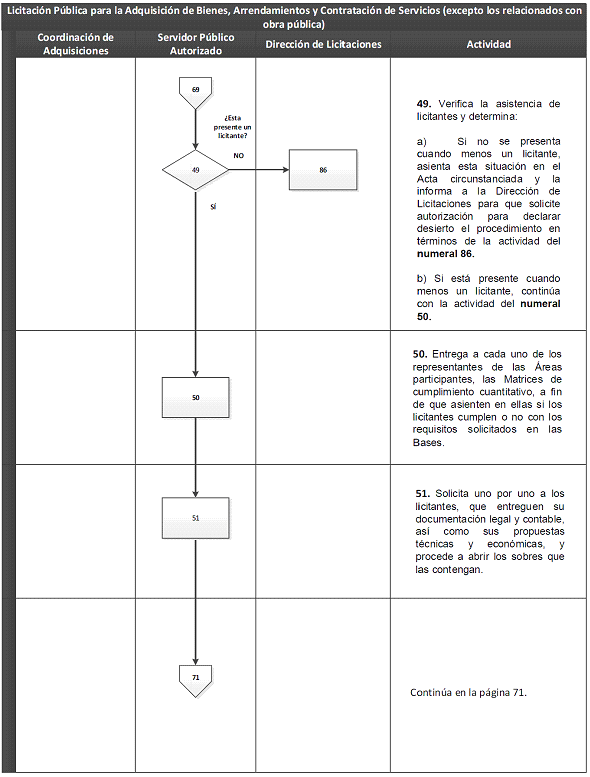 Licitación Pública para la Adquisición de Bienes, Arrendamientos y Contratación de Servicios (excepto los relacionados con
obra pública)
Coordinación de
Adquisiciones
Servidor Público
Autorizado
Dirección de Licitaciones
Actividad
69
¿Esta
presente un
licitante?
NO
49
86
SÍ
49. Verifica la asistencia de
licitantes y determina:
a) Si no se presenta
cuando menos un licitante,
asienta esta situación en el
Acta circunstanciada y la
informa a la Dirección de
Licitaciones para que solicite
autorización para declarar
desierto el procedimiento en
términos de la actividad del
numeral 86.
b) Si está presente cuando
menos un licitante, continúa
con la actividad del numeral
50.
50
50. Entrega a cada uno de los
representantes de las Áreas
participantes, las Matrices de
cumplimiento cuantitativo, a fin
de que asienten en ellas si los
licitantes cumplen o no con los
requisitos solicitados en las
Bases.
51
51. Solicita uno por uno a los
licitantes, que entreguen su
documentación legal y contable,
así como sus propuestas
técnicas y económicas, y
procede a abrir los sobres que
las contengan.
71
Continúa en la página 71.